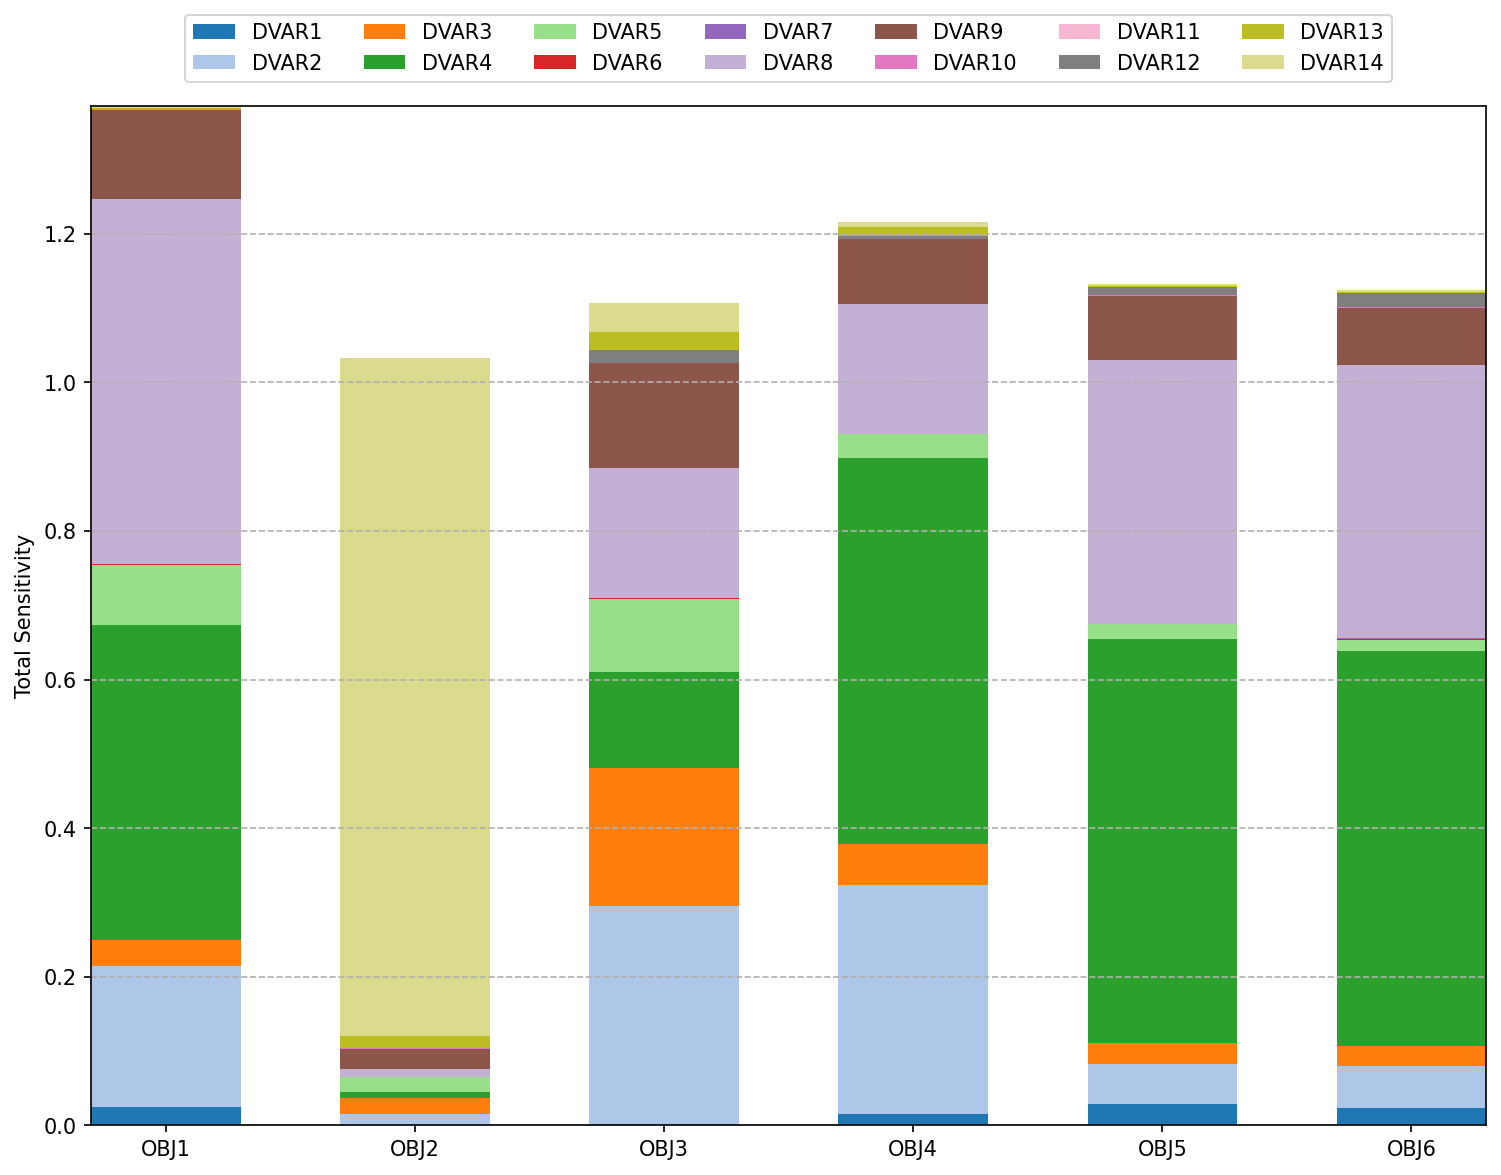 DVAR1 DVAR3 DVAR5 DVAR7 DVAR9 DVAR11 DVAR13
DVAR2 DVAR4 DVAR6 DVAR8 DVAR10 DVAR12 DVAR14
1.2
1.0
0.8
0.6
0.4
0.2
0.0
Total Sensitivity
OBJ1 OBJ2 OBJ3 OBJ4 OBJ5 OBJ6